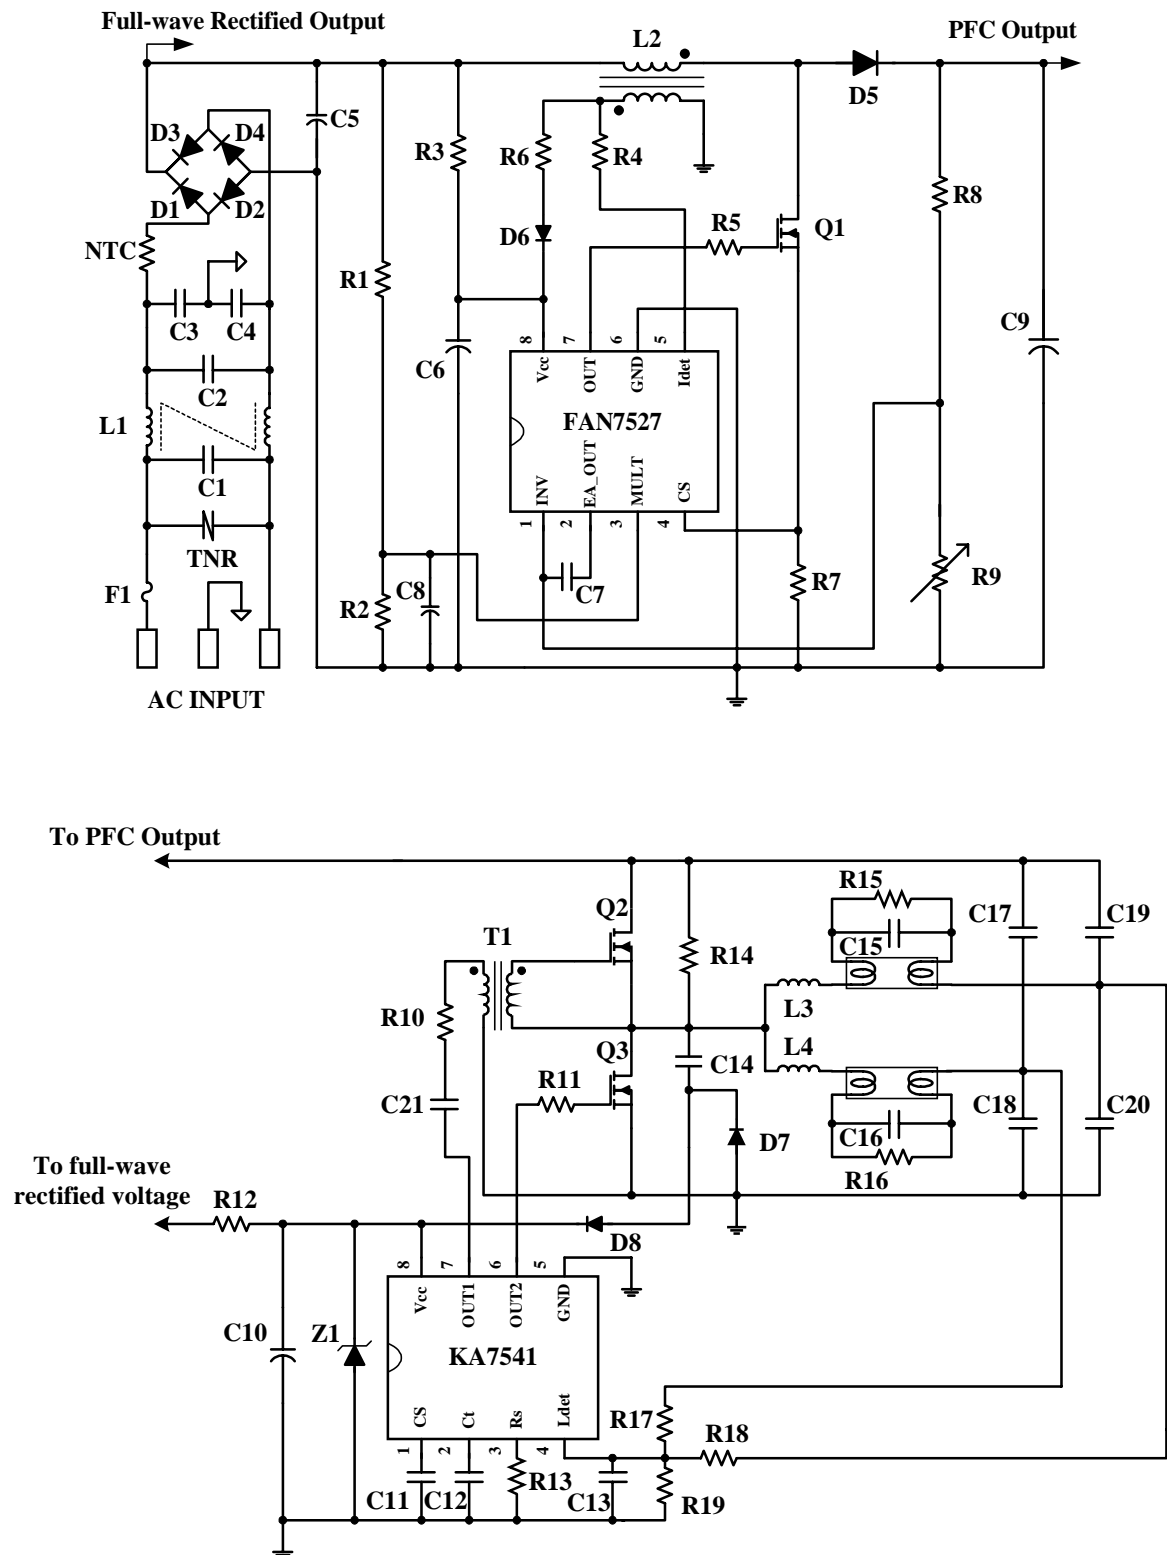 Full-wave Rectified Output
L2
PFC Output
D5
C5
D3
D4
R3
R6
R4
R8
D1
D2
R5
Q1
NTC
D6
R1
C3
C4
C6
8
7
6
5
C9
Vcc
OUT
GND
Idet
C2
L1
FAN7527
C1
INV
EA_OUT
MULT
CS
1
2
3
4
TNR
F1
R2
C8
C7
R7
R9
AC INPUT
To PFC Output
R15
Q2
C17
C19
T1
C15
R14
R10
L3
Q3
L4
C14
R11
C21
C18
C20
C16
D7
To full-wave
rectified voltage
R12
R16
D8
8
7
6
5
Vcc
OUT1
OUT2
GND
C10
Z1
KA7541
CS
Ct
Rs
Ldet
R17
R18
1
2
3
4
R13
C11
C12
C13
R19